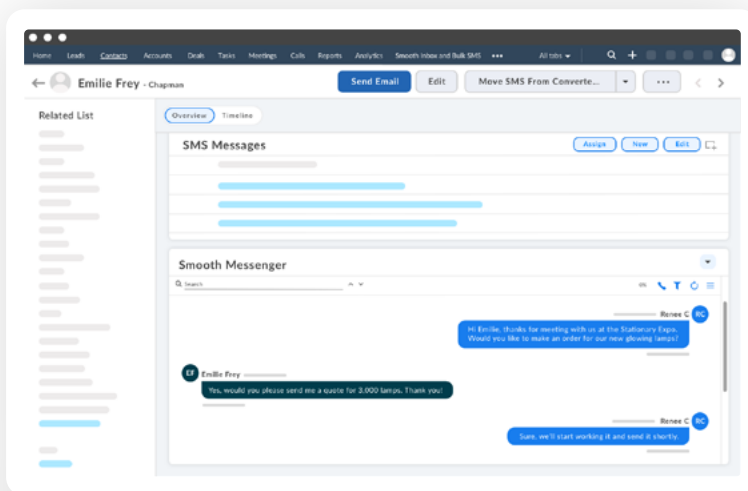 Home Leads Contacts Accounts Deals Tasks Meetings Calls Reports Analytics Smooth Inbox and Bulk SMS ••• All tabs
Emilie Frey - Chapman Send Email Edit Move SMS From Converte... •••
Related List
Overview Timeline
SMS Messages Assign New Edit
Smooth Messenger
Search
Renee C RC
Hi Emilie, thanks for meeting with us at the Stationary Expo.
Would you like to make an order for our new glowing lamps?
EF Emilie Frey
Yes, would you please send me a quote for 3,000 lamps. Thank you!
Renee C RC
Sure, we'll start working it and send it shortly.